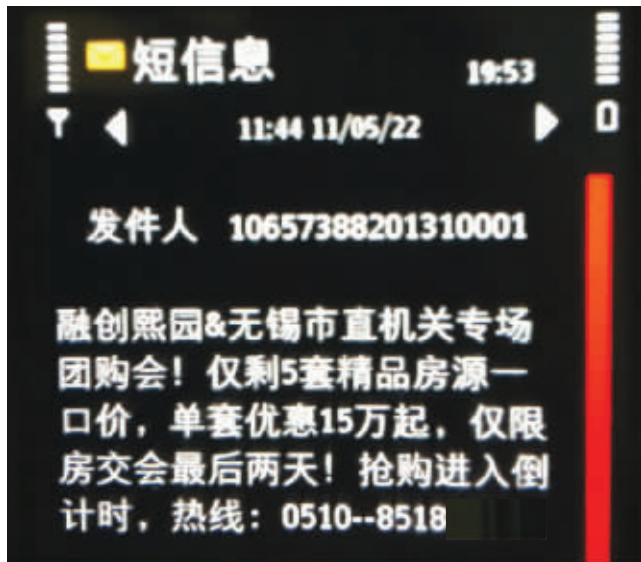 短信息
19:53
11:44 11/05/22
发件人 10657388201310001
融创熙园&无锡市直机关专场
团购会！仅剩5套精品房源一
口价，单套优惠15万起，仅限
房交会最后两天！抢购进入倒
计时，热线：0510--8518